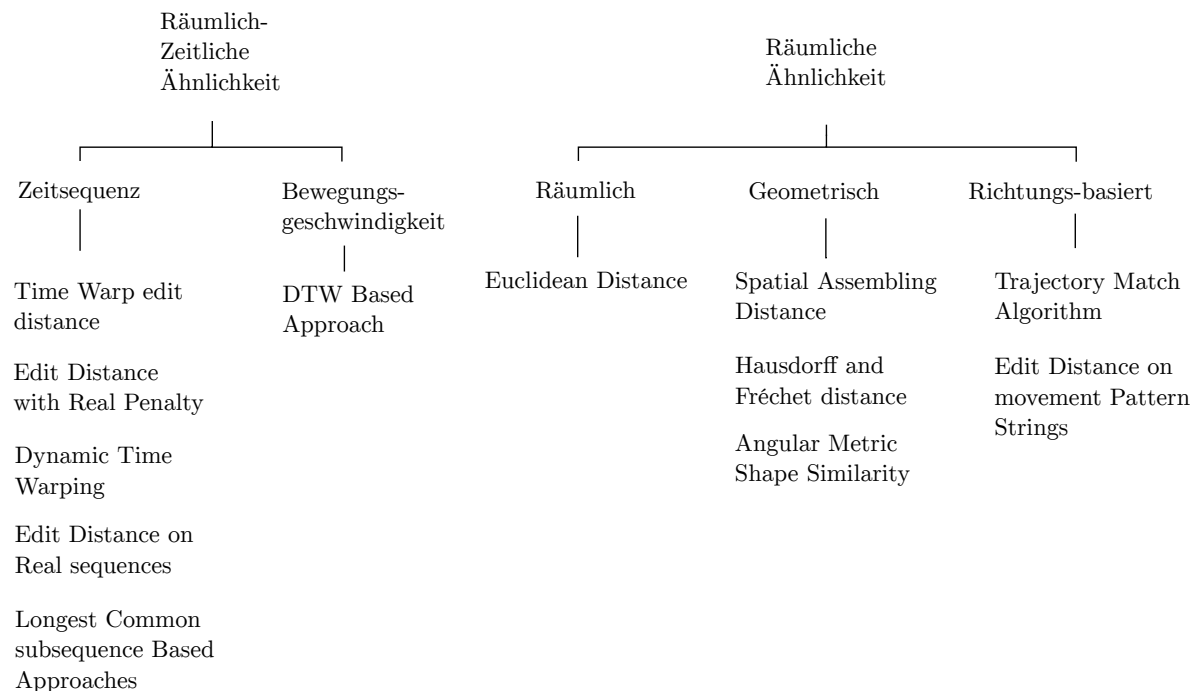 Räumlich-
Zeitliche
Ähnlichkeit
Räumliche
Ähnlichkeit
Zeitsequenz
Bewegungs-
geschwindigkeit
Räumlich
Geometrisch
Richtungs-basiert
Time Warp edit
distance
Edit Distance
with Real Penalty
Dynamic Time
Warping
Edit Distance on
Real sequences
Longest Common
subsequence Based
Approaches
DTW Based
Approach
Euclidean Distance
Spatial Assembling
Distance
Hausdorff and
Fréchet distance
Angular Metric
Shape Similarity
Trajectory Match
Algorithm
Edit Distance on
movement Pattern
Strings